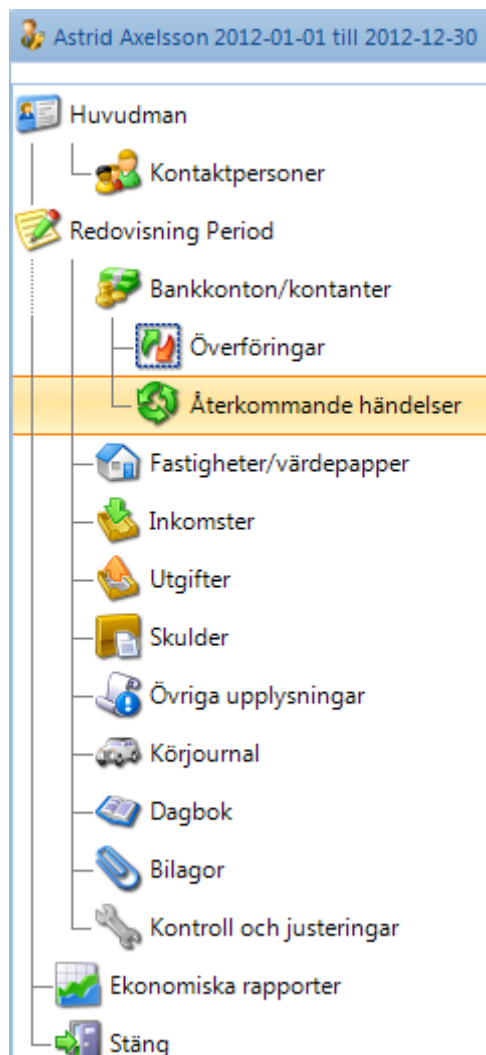 Astrid Axelsson 2012-01-01 till 2012-12-30
Huvudman
Kontaktpersoner
Redovisning Period
Bankkonton/kontanter
Överföringar
Återkommande händelser
Fastigheter/värdepapper
Inkomster
Utgifter
Skulder
Övriga upplysningar
Körjournal
Dagbok
Bilagor
Kontroll och justeringar
Ekonomiska rapporter
Stäng